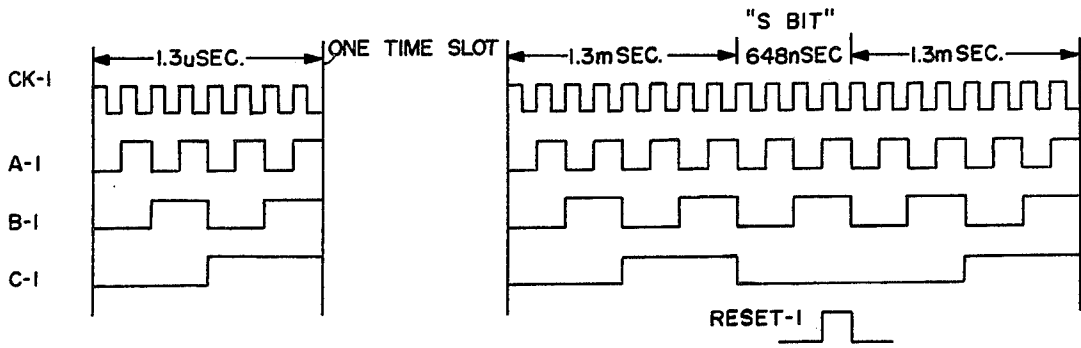 "S BIT"
1.3uSEC.
ONE TIME SLOT
1.3mSEC.
648nSEC
1.3mSEC.
CK-1
A-1
B-1
C-1
RESET-1